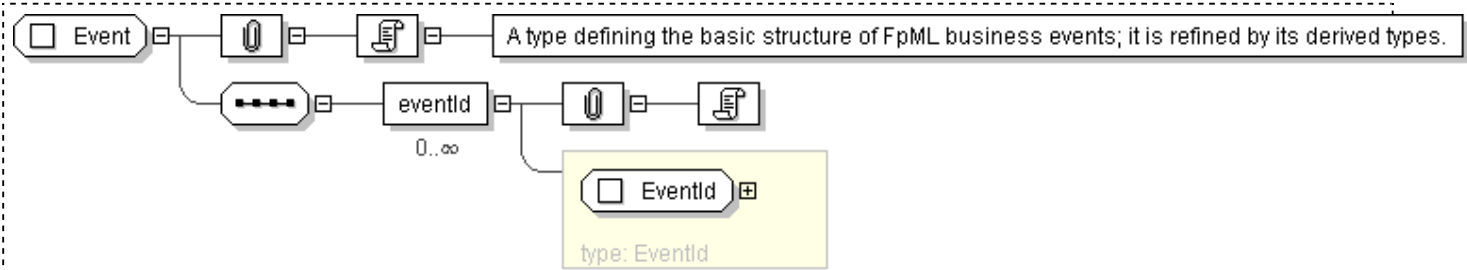 Event
A type defining the basic structure of FpML business events; it is refined by its derived types.
eventId
0..∞
EventId
type: EventId